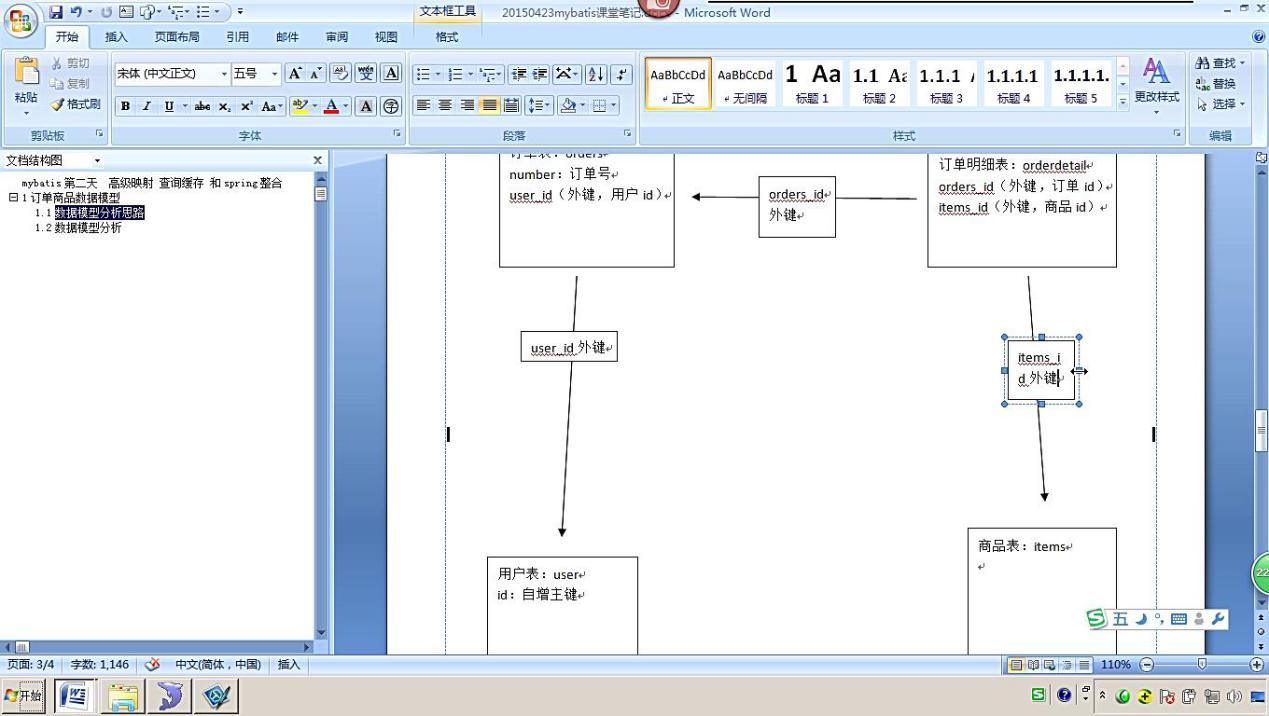 文本框工具
20150423mybatis课堂笔记
- Microsoft Word
开始
插入
页面布局
引用
邮件
审阅
视图
格式
粘贴
剪切
复制
格式刷
剪贴板
宋体 (中文正文)
五号
字体
段落
AaBbCcDd
正文
AaBbCcDd
无间隔
1 Aa
标题 1
1.1 Aa
标题 2
1.1.1
标题 3
1.1.1.1
标题 4
1.1.1.1.
标题 5
样式
更改样式
查找
替换
选择
编辑
文档结构图
mybatis 第二天 高级映射 查询缓存 和 spring 整合
1 订单商品数据模型
1.1 数据模型分析思路
1.2 数据模型分析
订单表：orders
number：订单号
user_id（外键，用户 id）
orders_id
外键
订单明细表：orderdetail
orders_id（外键，订单 id）
items_id（外键，商品 id）
user_id 外键
items_i
d 外键
用户表：user
id：自增主键
商品表：items
22
五
页面: 3/4
字数: 1,146
中文(简体，中国)
插入
110%
开始